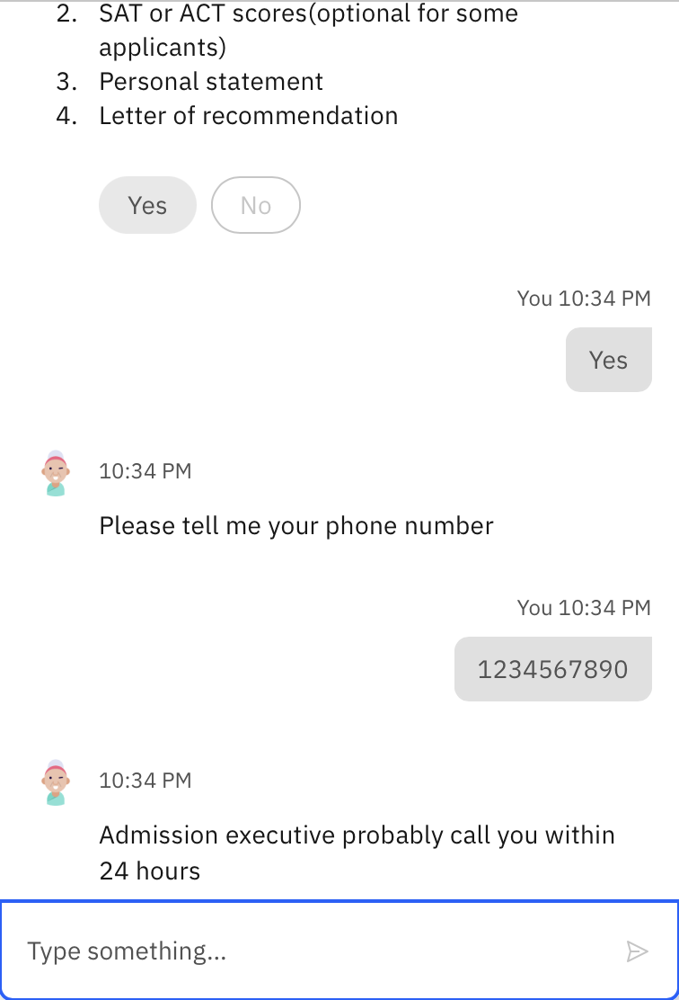 2. SAT or ACT scores(optional for some
applicants)
3. Personal statement
4. Letter of recommendation
Yes No
You 10:34 PM
Yes
10:34 PM
Please tell me your phone number
You 10:34 PM
1234567890
10:34 PM
Admission executive probably call you within
24 hours
Type something...